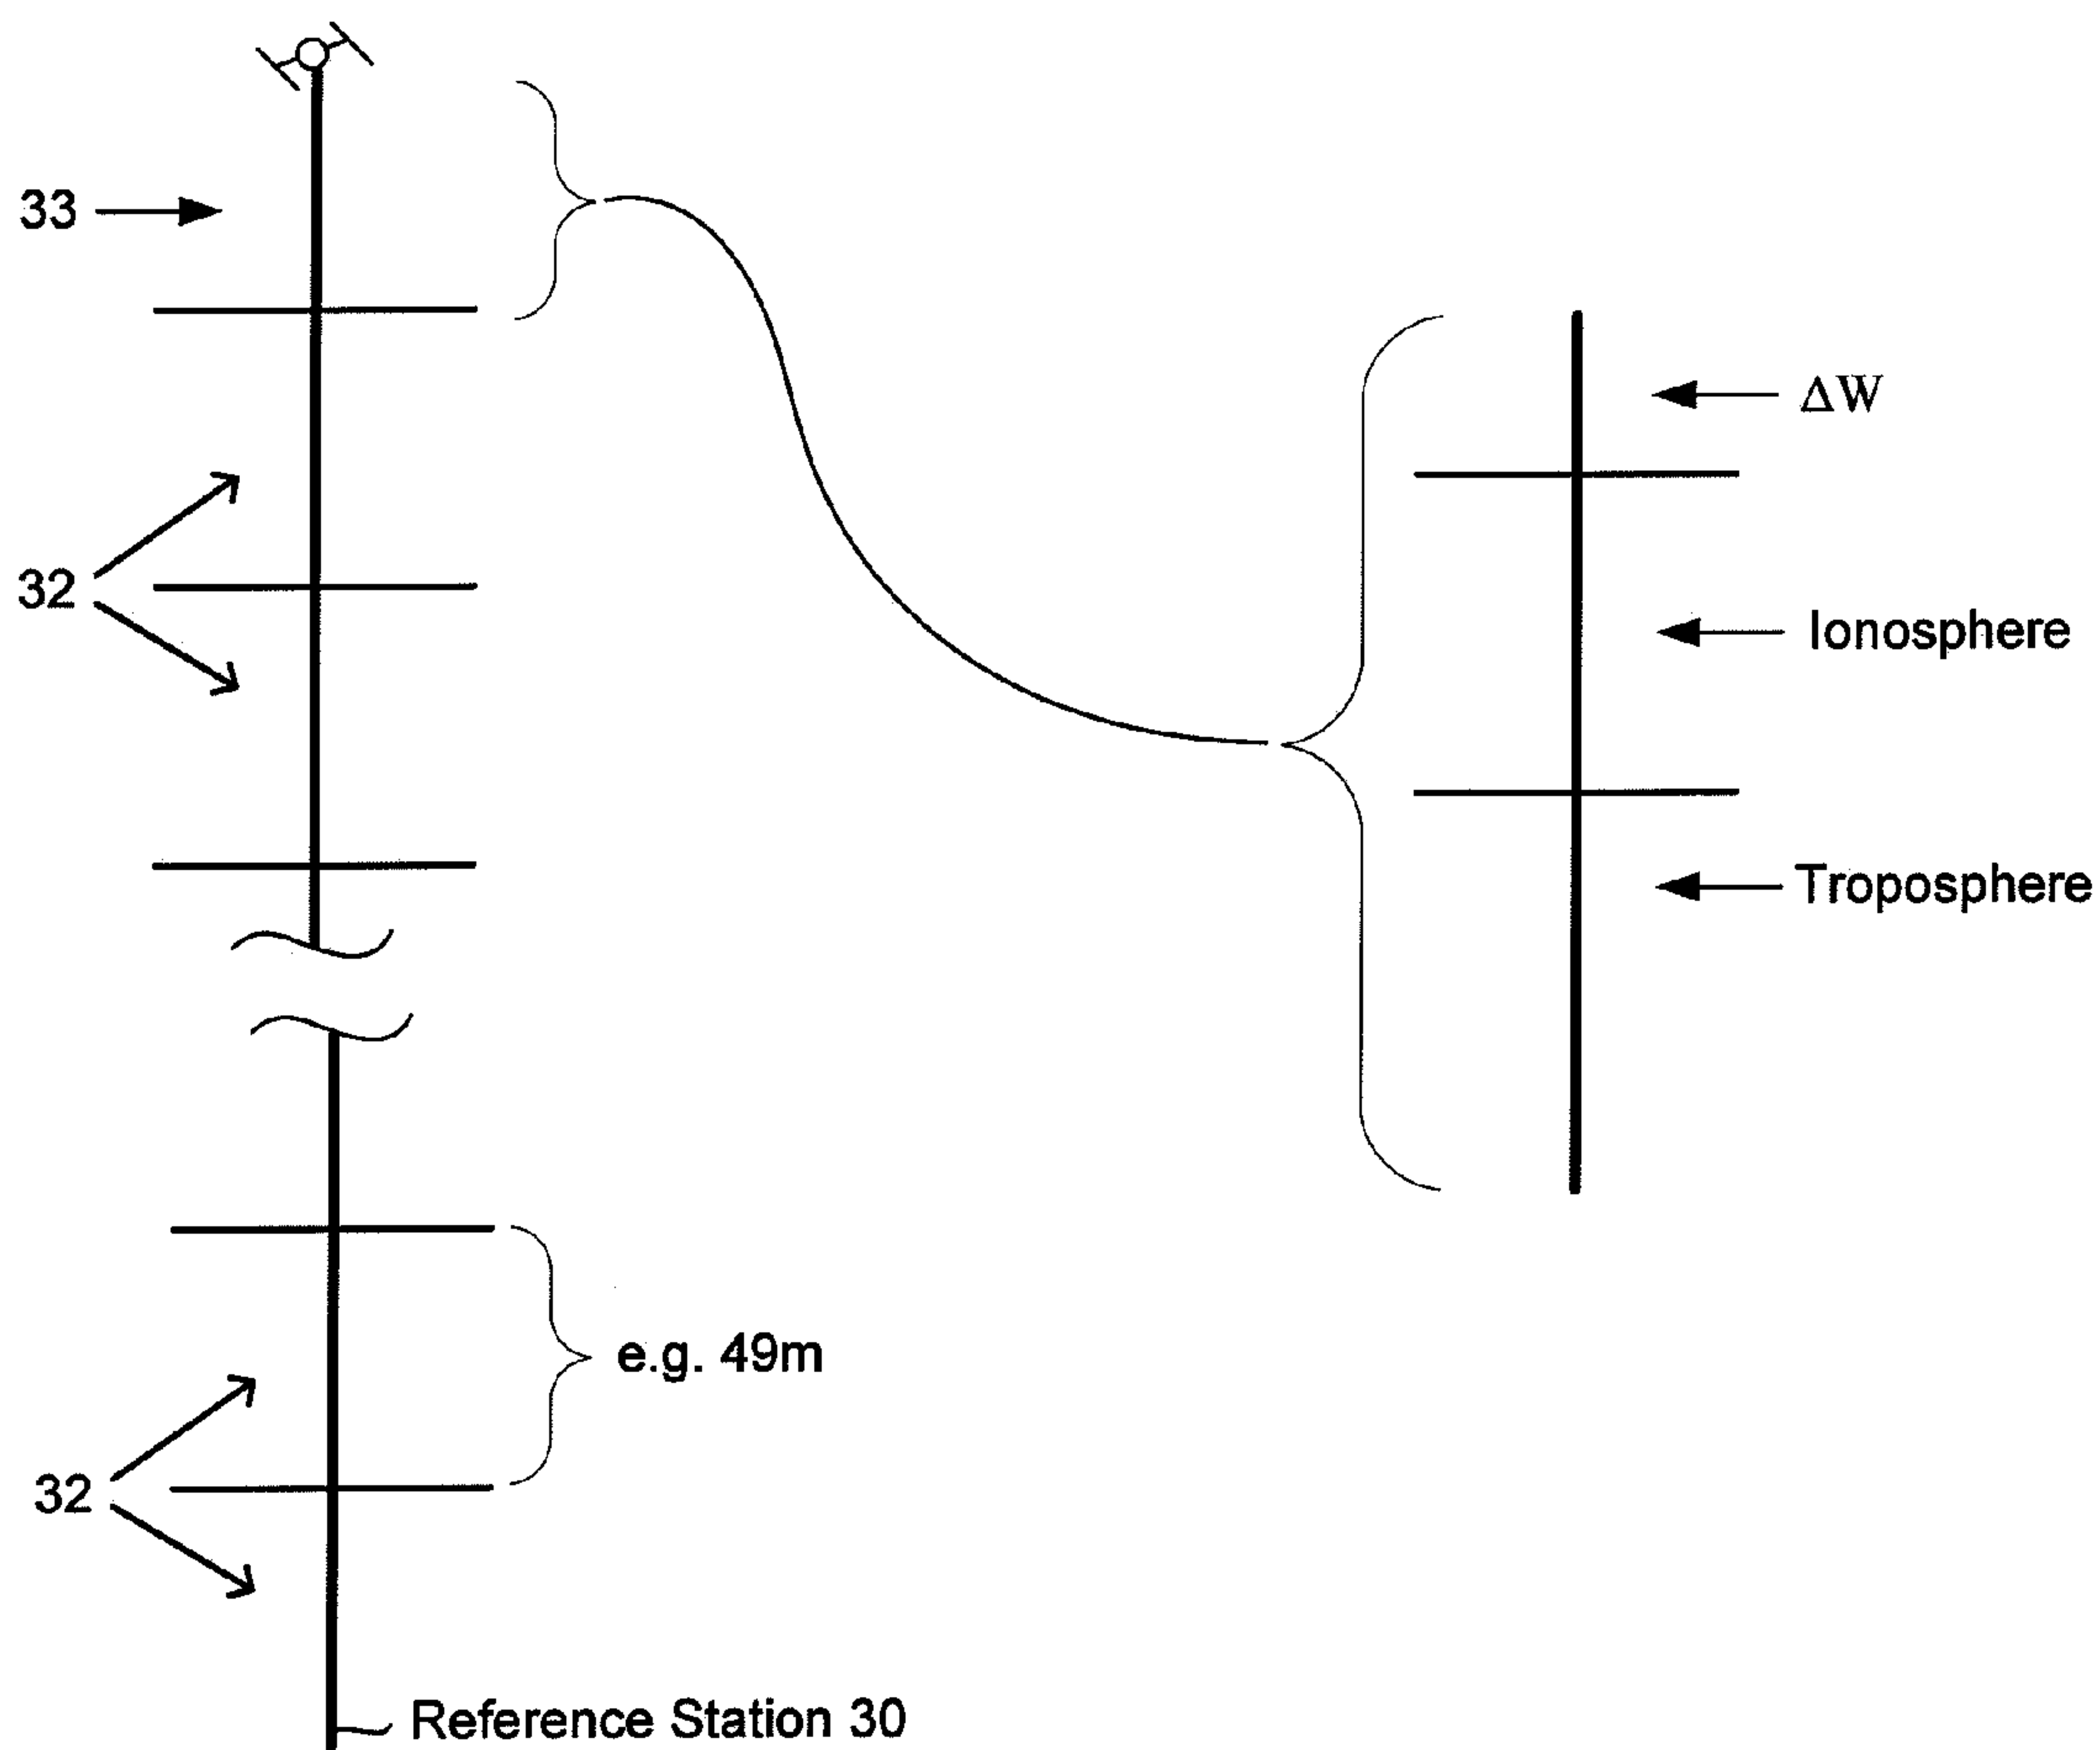 33
ΔW
32
Ionosphere
Troposphere
e.g. 49m
32
Reference Station 30